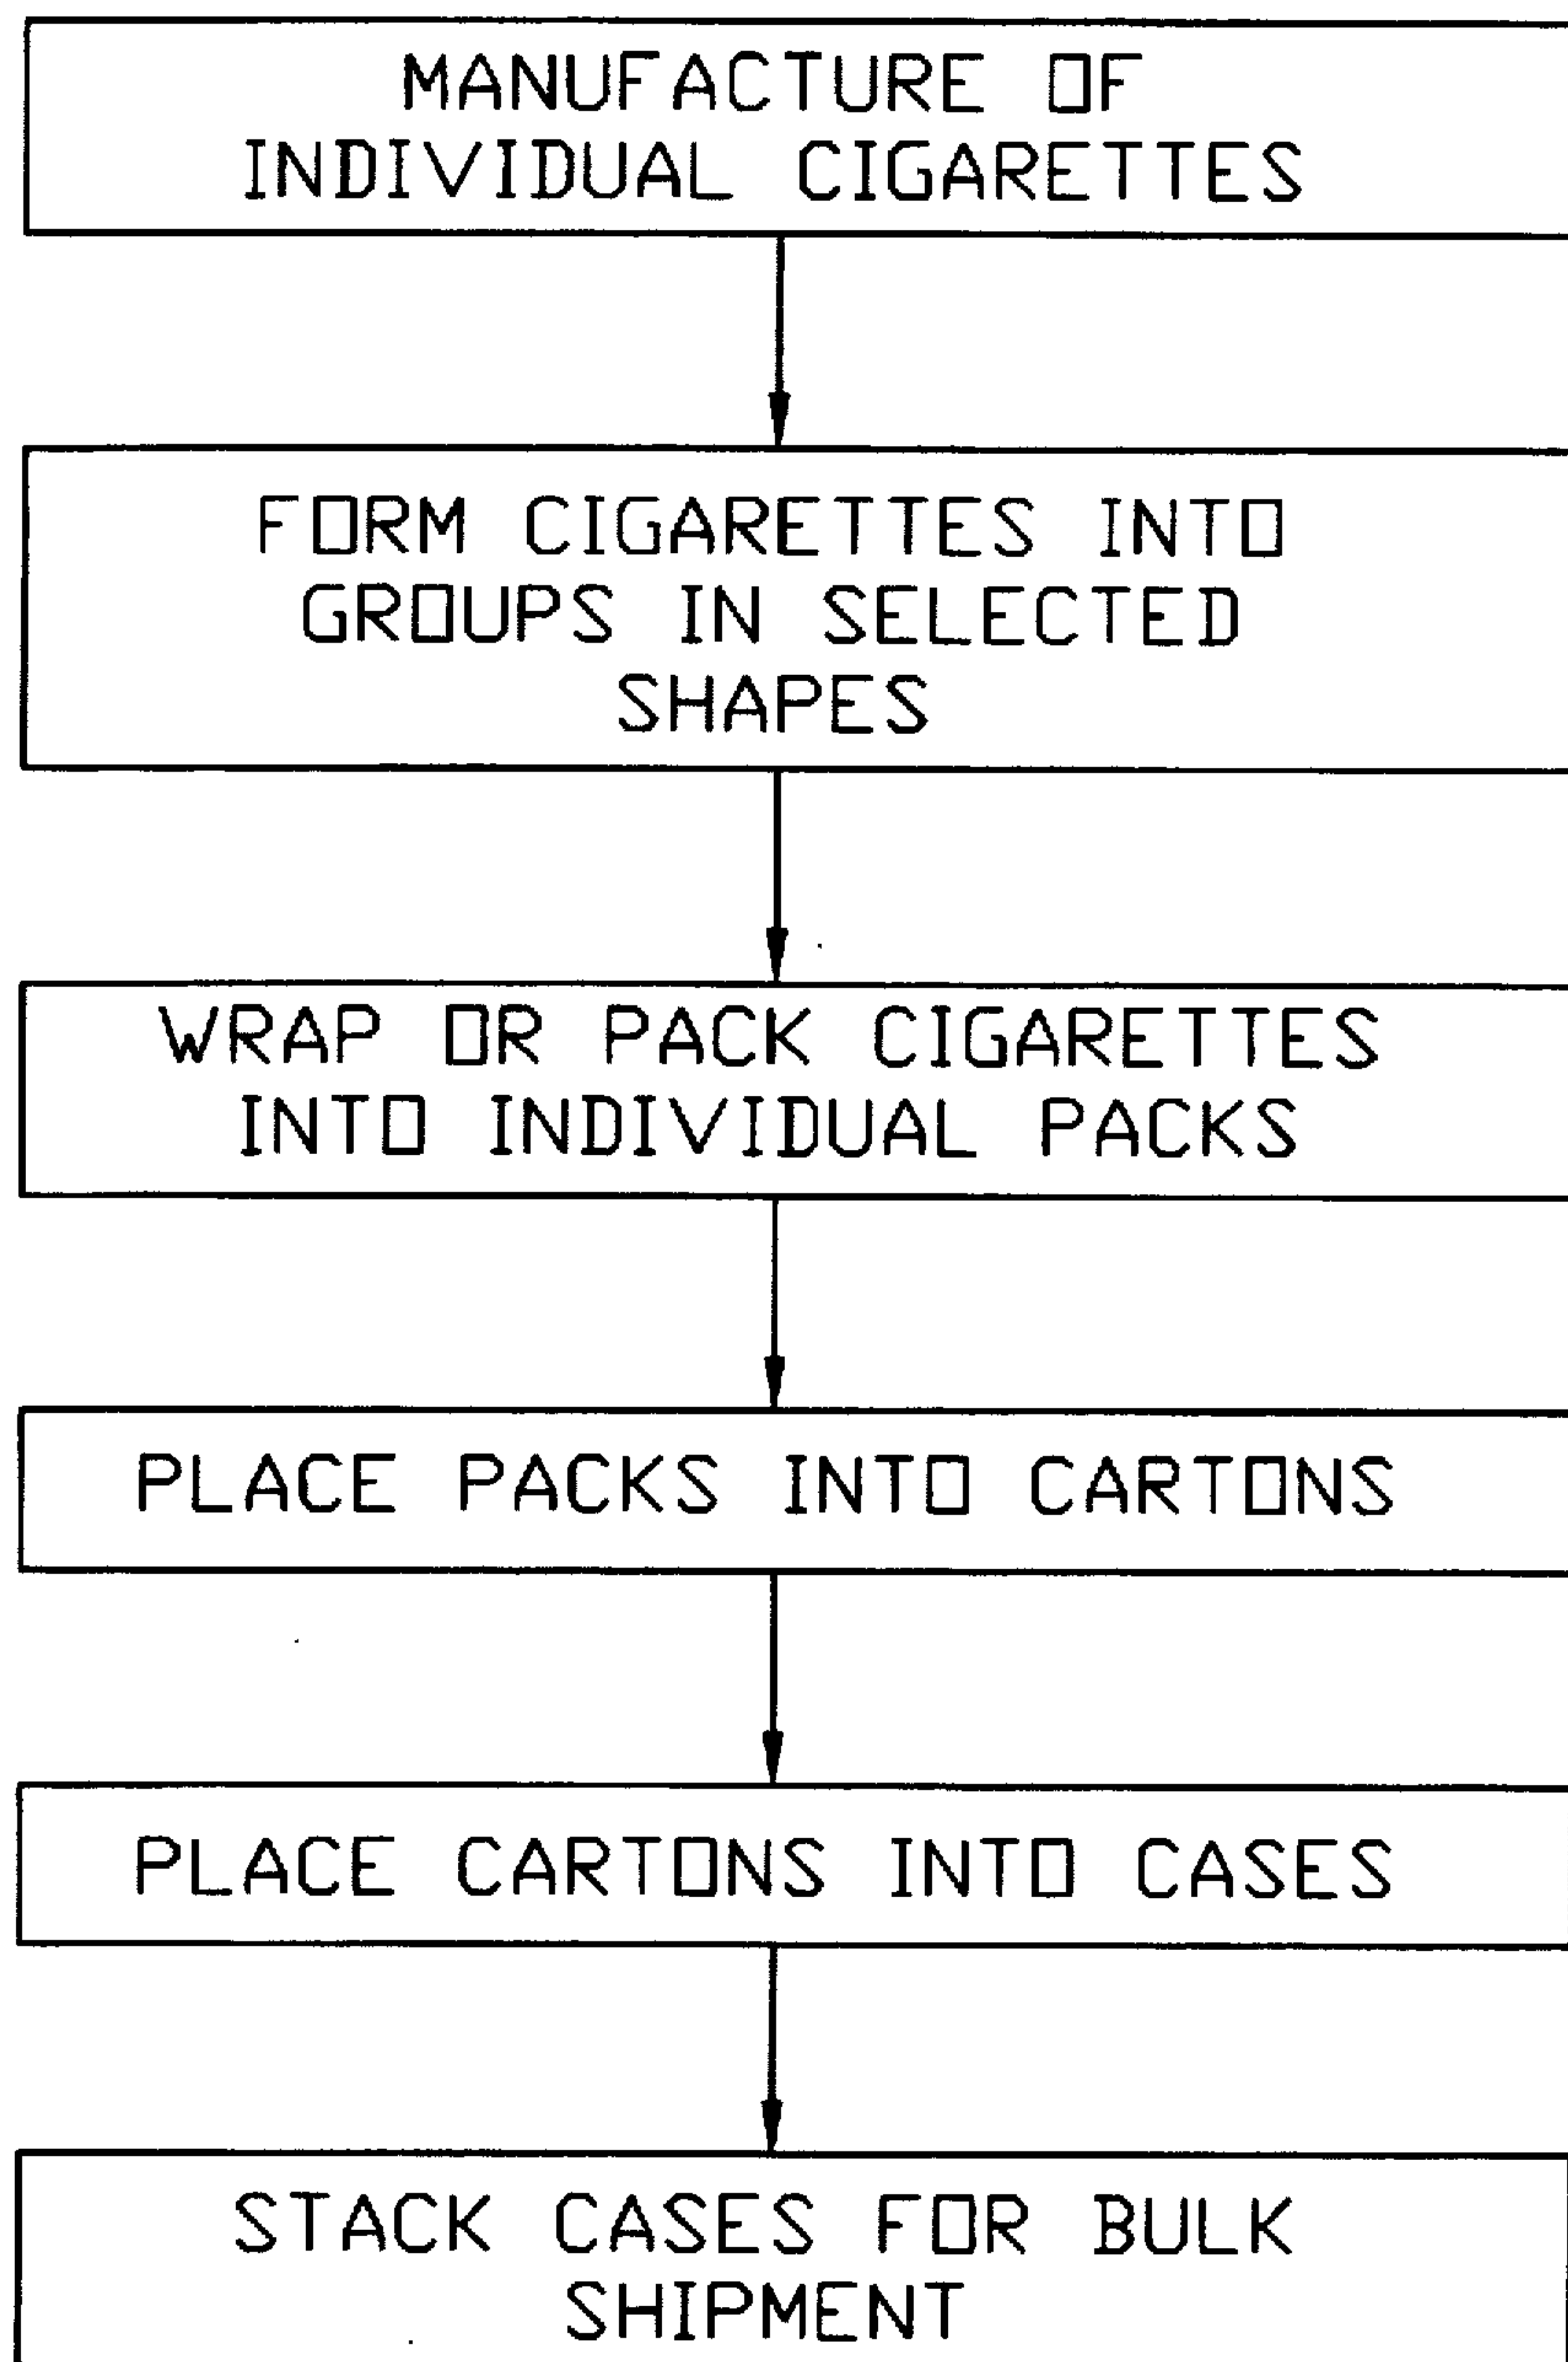 MANUFACTURE OF
INDIVIDUAL CIGARETTES
FORM CIGARETTES INTO
GROUPS IN SELECTED
SHAPES
WRAP OR PACK CIGARETTES
INTO INDIVIDUAL PACKS
PLACE PACKS INTO CARTONS
PLACE CARTONS INTO CASES
STACK CASES FOR BULK
SHIPMENT